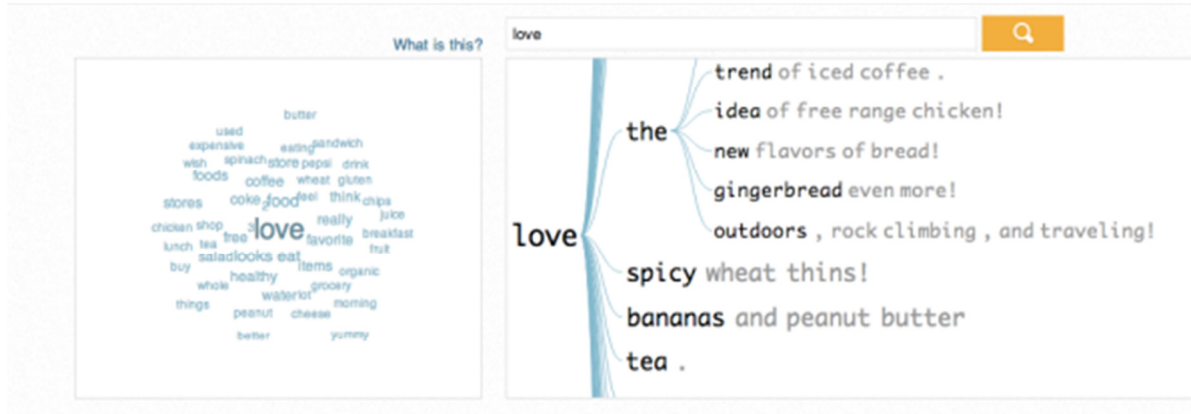 What is this?
love
butter
used
expensive eating sandwich
wish spinach store pepsi drink
foods coffee wheat gluten
stores coke 2 food feel think chips
juice
chicken shop 3 love really
free favorite breakfast
lunch tea fruit
salad looks eat
buy items organic
healthy
whole grocery
water lot
things morning
peanut cheese
better yummy
love
the
trend of iced coffee .
idea of free range chicken!
new flavors of bread!
gingerbread even more!
outdoors , rock climbing , and traveling!
spicy wheat thins!
bananas and peanut butter
tea .